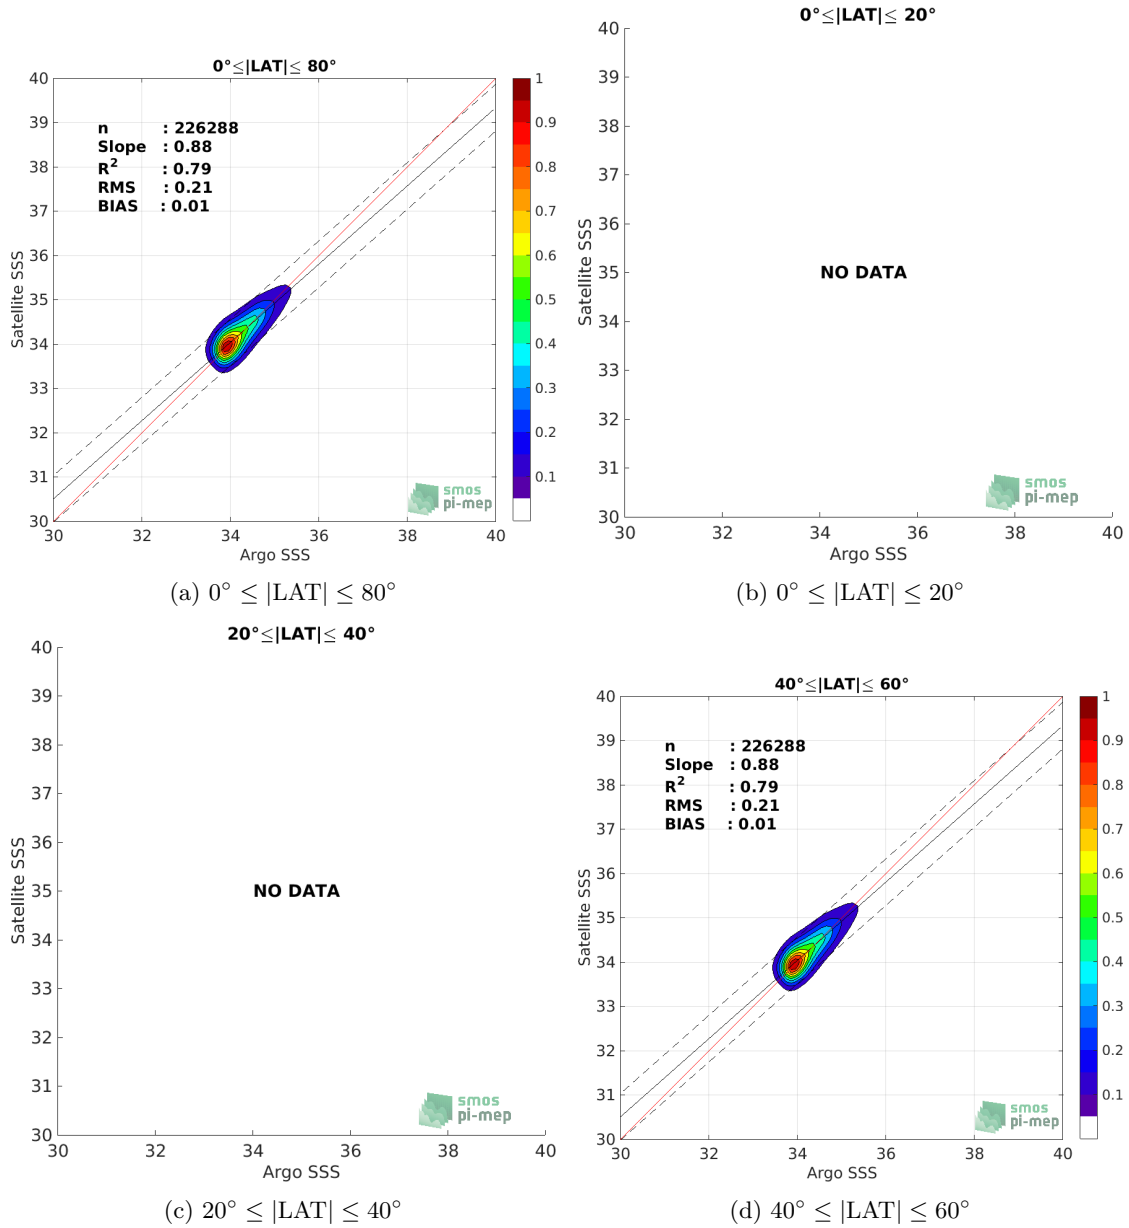 0°≤|LAT|≤ 80°
40
39
38
37
36
35
34
33
32
31
30
Satellite SSS
n : 226288
Slope : 0.88
R² : 0.79
RMS : 0.21
BIAS : 0.01
1
0.9
0.8
0.7
0.6
0.5
0.4
0.3
0.2
0.1
smos
pi-mep
30 32 34 36 38 40
Argo SSS
(a) 0° ≤ |LAT| ≤ 80°
0°≤|LAT|≤ 20°
40
39
38
37
36
35
34
33
32
31
30
Satellite SSS
NO DATA
smos
pi-mep
30 32 34 36 38 40
Argo SSS
(b) 0° ≤ |LAT| ≤ 20°
20°≤|LAT|≤ 40°
40
39
38
37
36
35
34
33
32
31
30
Satellite SSS
NO DATA
smos
pi-mep
30 32 34 36 38 40
Argo SSS
(c) 20° ≤ |LAT| ≤ 40°
40°≤|LAT|≤ 60°
40
39
38
37
36
35
34
33
32
31
30
Satellite SSS
n : 226288
Slope : 0.88
R² : 0.79
RMS : 0.21
BIAS : 0.01
1
0.9
0.8
0.7
0.6
0.5
0.4
0.3
0.2
0.1
smos
pi-mep
30 32 34 36 38 40
Argo SSS
(d) 40° ≤ |LAT| ≤ 60°